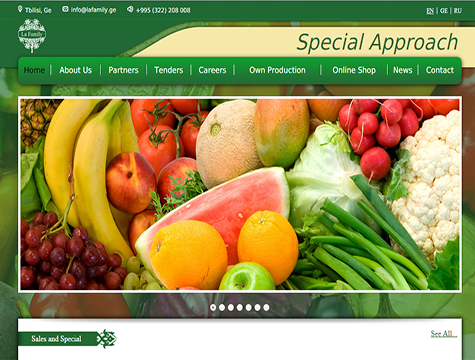 Tbilisi, Ge info@lafamily.ge +995 (322) 208 008 EN | GE | RU
La Family
Special Approach
Home About Us Partners Tenders Careers Own Production Online Shop News Contact
Sales and Special See All...